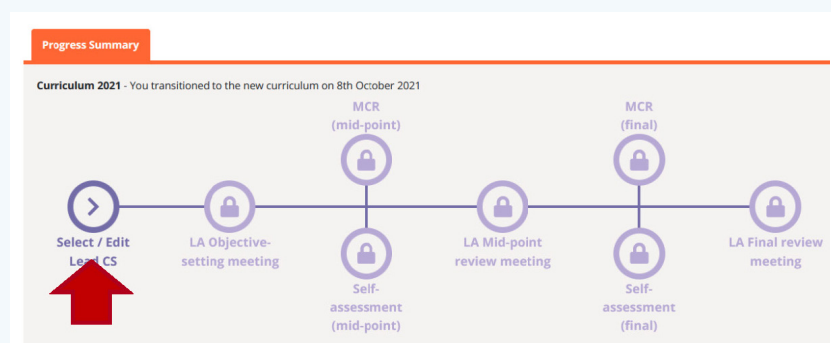 Progress Summary
Curriculum 2021 - You transitioned to the new curriculum on 8th October 2021
MCR
(mid-point)
MCR
(final)
Select / Edit
Lead CS
LA Objective-
setting meeting
LA Mid-point
review meeting
LA Final review
meeting
Self-
assessment
(mid-point)
Self-
assessment
(final)